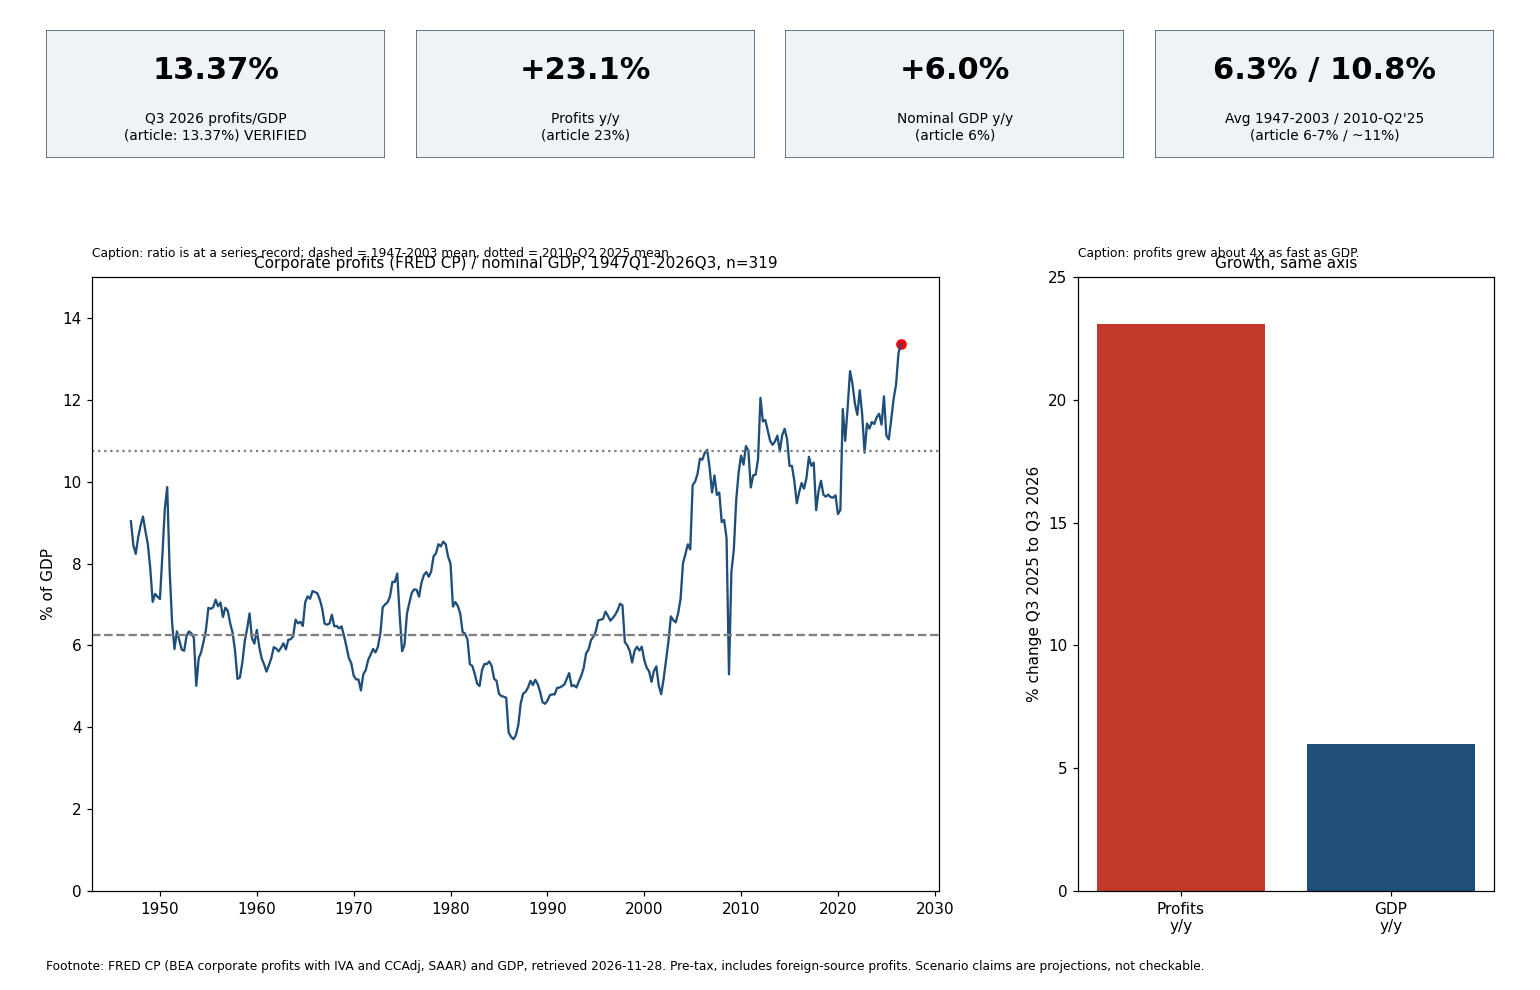 13.37%
Q3 2026 profits/GDP
(article: 13.37%) VERIFIED
+23.1%
Profits y/y
(article 23%)
+6.0%
Nominal GDP y/y
(article 6%)
6.3% / 10.8%
Avg 1947-2003 / 2010-Q2'25
(article 6-7% / ~11%)
Caption: ratio is at a series record; dashed = 1947-2003 mean, dotted = 2010-Q2 2025 mean.
Corporate profits (FRED CP) / nominal GDP, 1947Q1-2026Q3, n=319
% of GDP
14
12
10
8
6
4
2
0
1950
1960
1970
1980
1990
2000
2010
2020
2030
Caption: profits grew about 4x as fast as GDP.
Growth, same axis
% change Q3 2025 to Q3 2026
25
20
15
10
5
0
Profits
y/y
GDP
y/y
Footnote: FRED CP (BEA corporate profits with IVA and CCAdj, SAAR) and GDP, retrieved 2026-11-28. Pre-tax, includes foreign-source profits. Scenario claims are projections, not checkable.